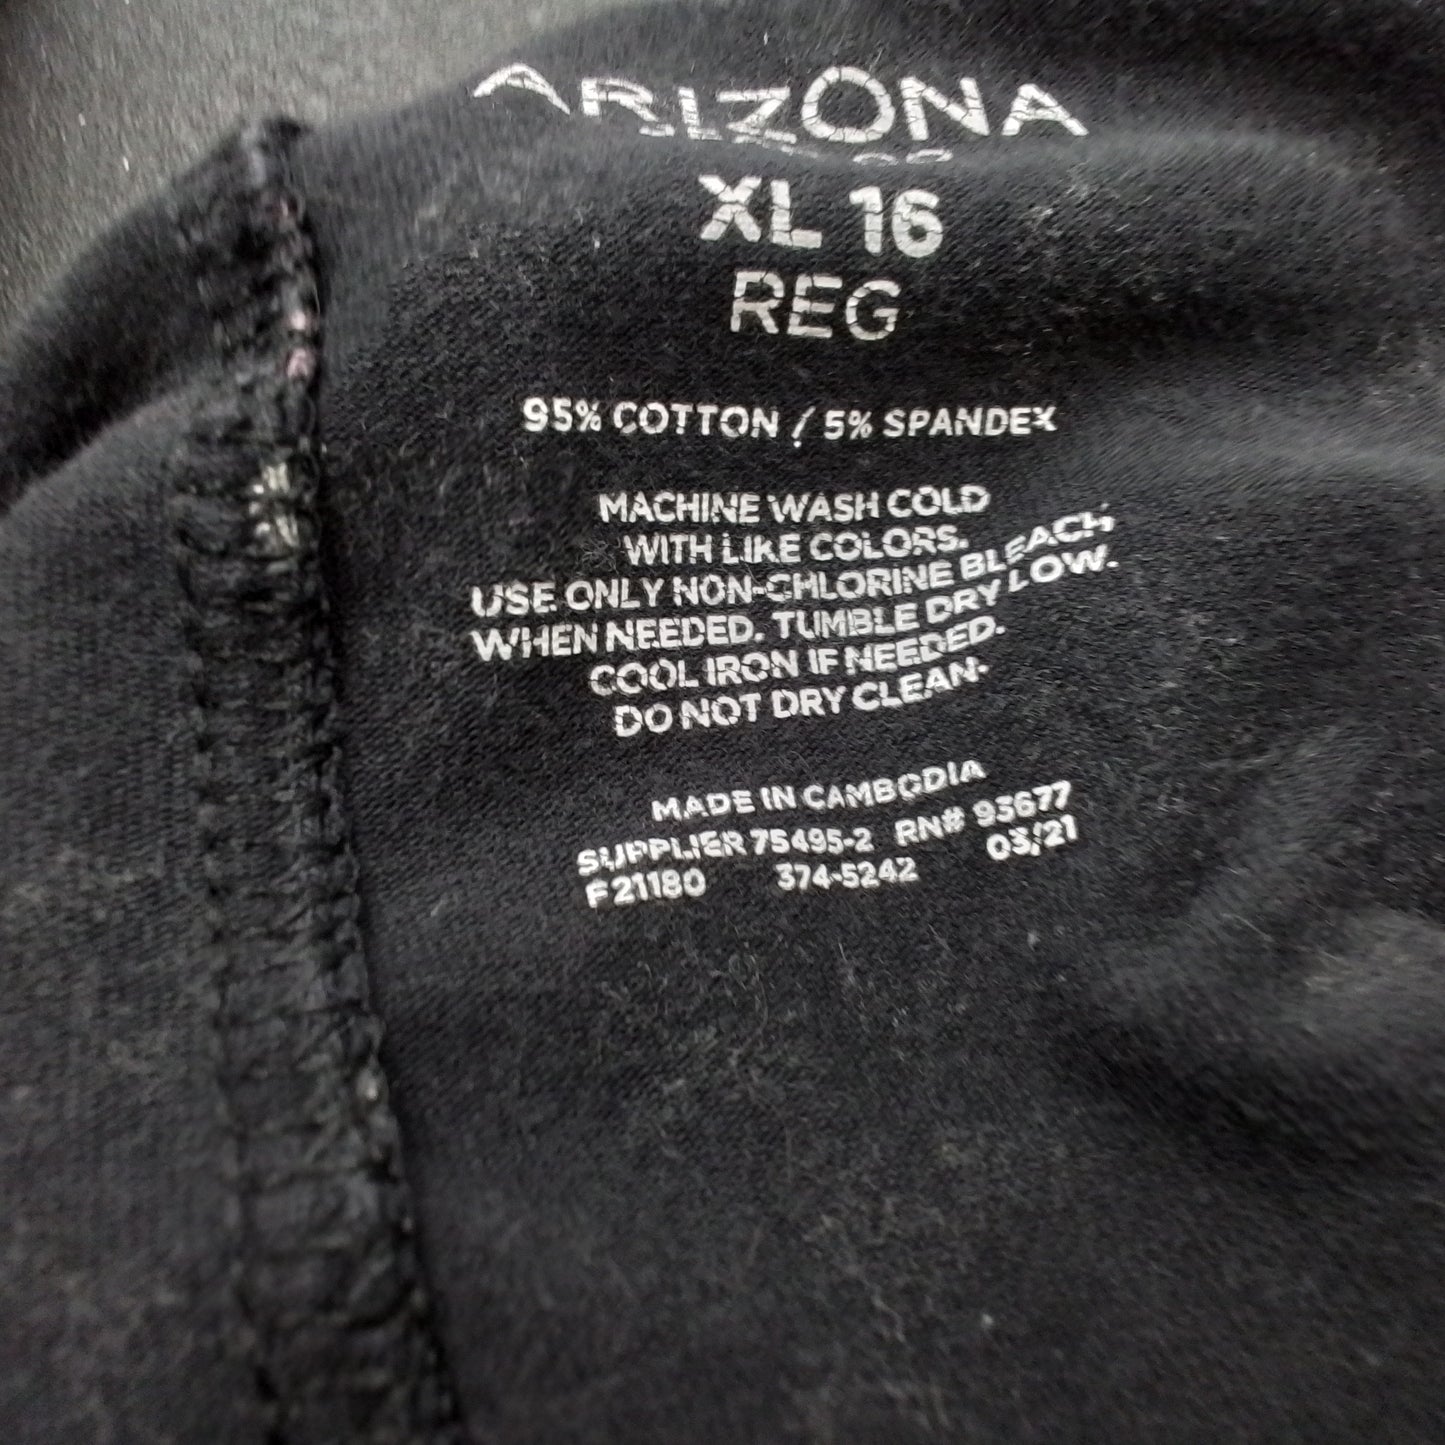 ARIZONA
XL 16
REG
95% COTTON / 5% SPANDEX
MACHINE WASH COLD
WITH LIKE COLORS.
USE ONLY NON-CHLORINE BLEACH
WHEN NEEDED. TUMBLE DRY LOW.
COOL IRON IF NEEDED.
DO NOT DRY CLEAN.
MADE IN CAMBODIA
SUPPLIER 75495-2 RN# 93677
F21180 374-5242 03/21